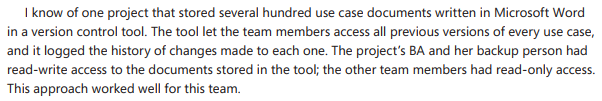 I know of one project that stored several hundred use case documents written in Microsoft Word
in a version control tool. The tool let the team members access all previous versions of every use case,
and it logged the history of changes made to each one. The project's BA and her backup person had
read-write access to the documents stored in the tool; the other team members had read-only access.
This approach worked well for this team.